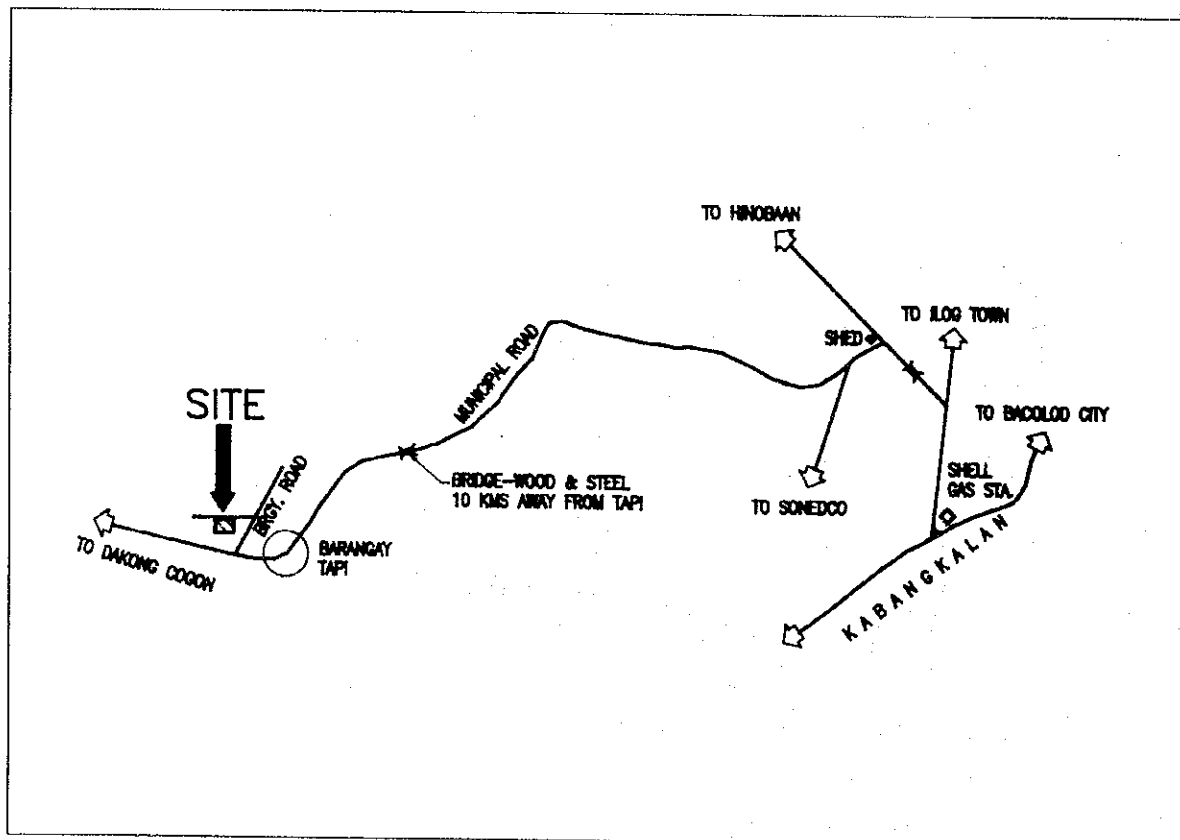 TO HINOBAAN
TO ILOG TOWN
SHED
TO BACOLOD CITY
MUNICIPAL ROAD
SITE
BRIDGE-WOOD & STEEL
10 KMS AWAY FROM TAPI
SHELL
GAS STA.
TO SONEDCO
BRGY. ROAD
BARANGAY
TAPI
TO DAKONG COGON
KABANGKALAN